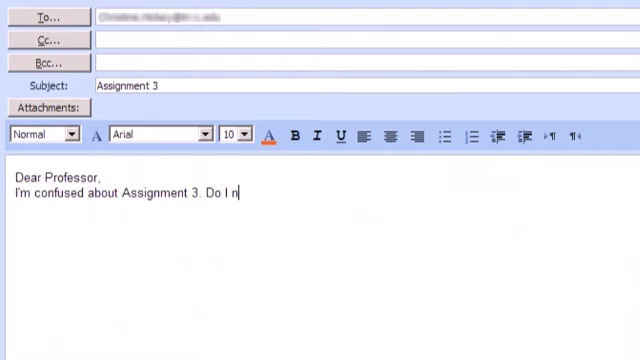 To...
Cc...
Bcc...
Subject: Assignment 3
Attachments:
Normal A Arial 10 A B I U
Dear Professor,
I'm confused about Assignment 3. Do I n